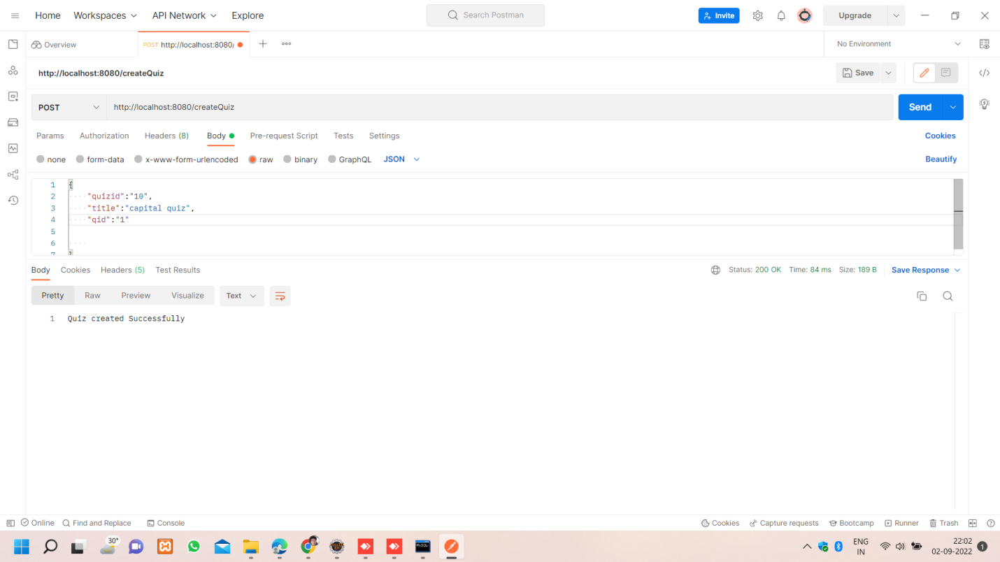 Home Workspaces API Network Explore Search Postman Invite Upgrade
Overview POST http://localhost:8080/ No Environment
http://localhost:8080/createQuiz Save
POST http://localhost:8080/createQuiz Send
Params Authorization Headers (8) Body Pre-request Script Tests Settings Cookies
none form-data x-www-form-urlencoded raw binary GraphQL JSON Beautify
1 {
2 "quizid":"10",
3 "title":"capital quiz",
4 "qid":"1"
5
6
7 }
Body Cookies Headers (5) Test Results Status: 200 OK Time: 84 ms Size: 189 B Save Response
Pretty Raw Preview Visualize Text
1 Quiz created Successfully
Online Find and Replace Console Cookies Capture requests Bootcamp Runner Trash
30° MySQL ENG 22:02
IN 02-09-2022 1